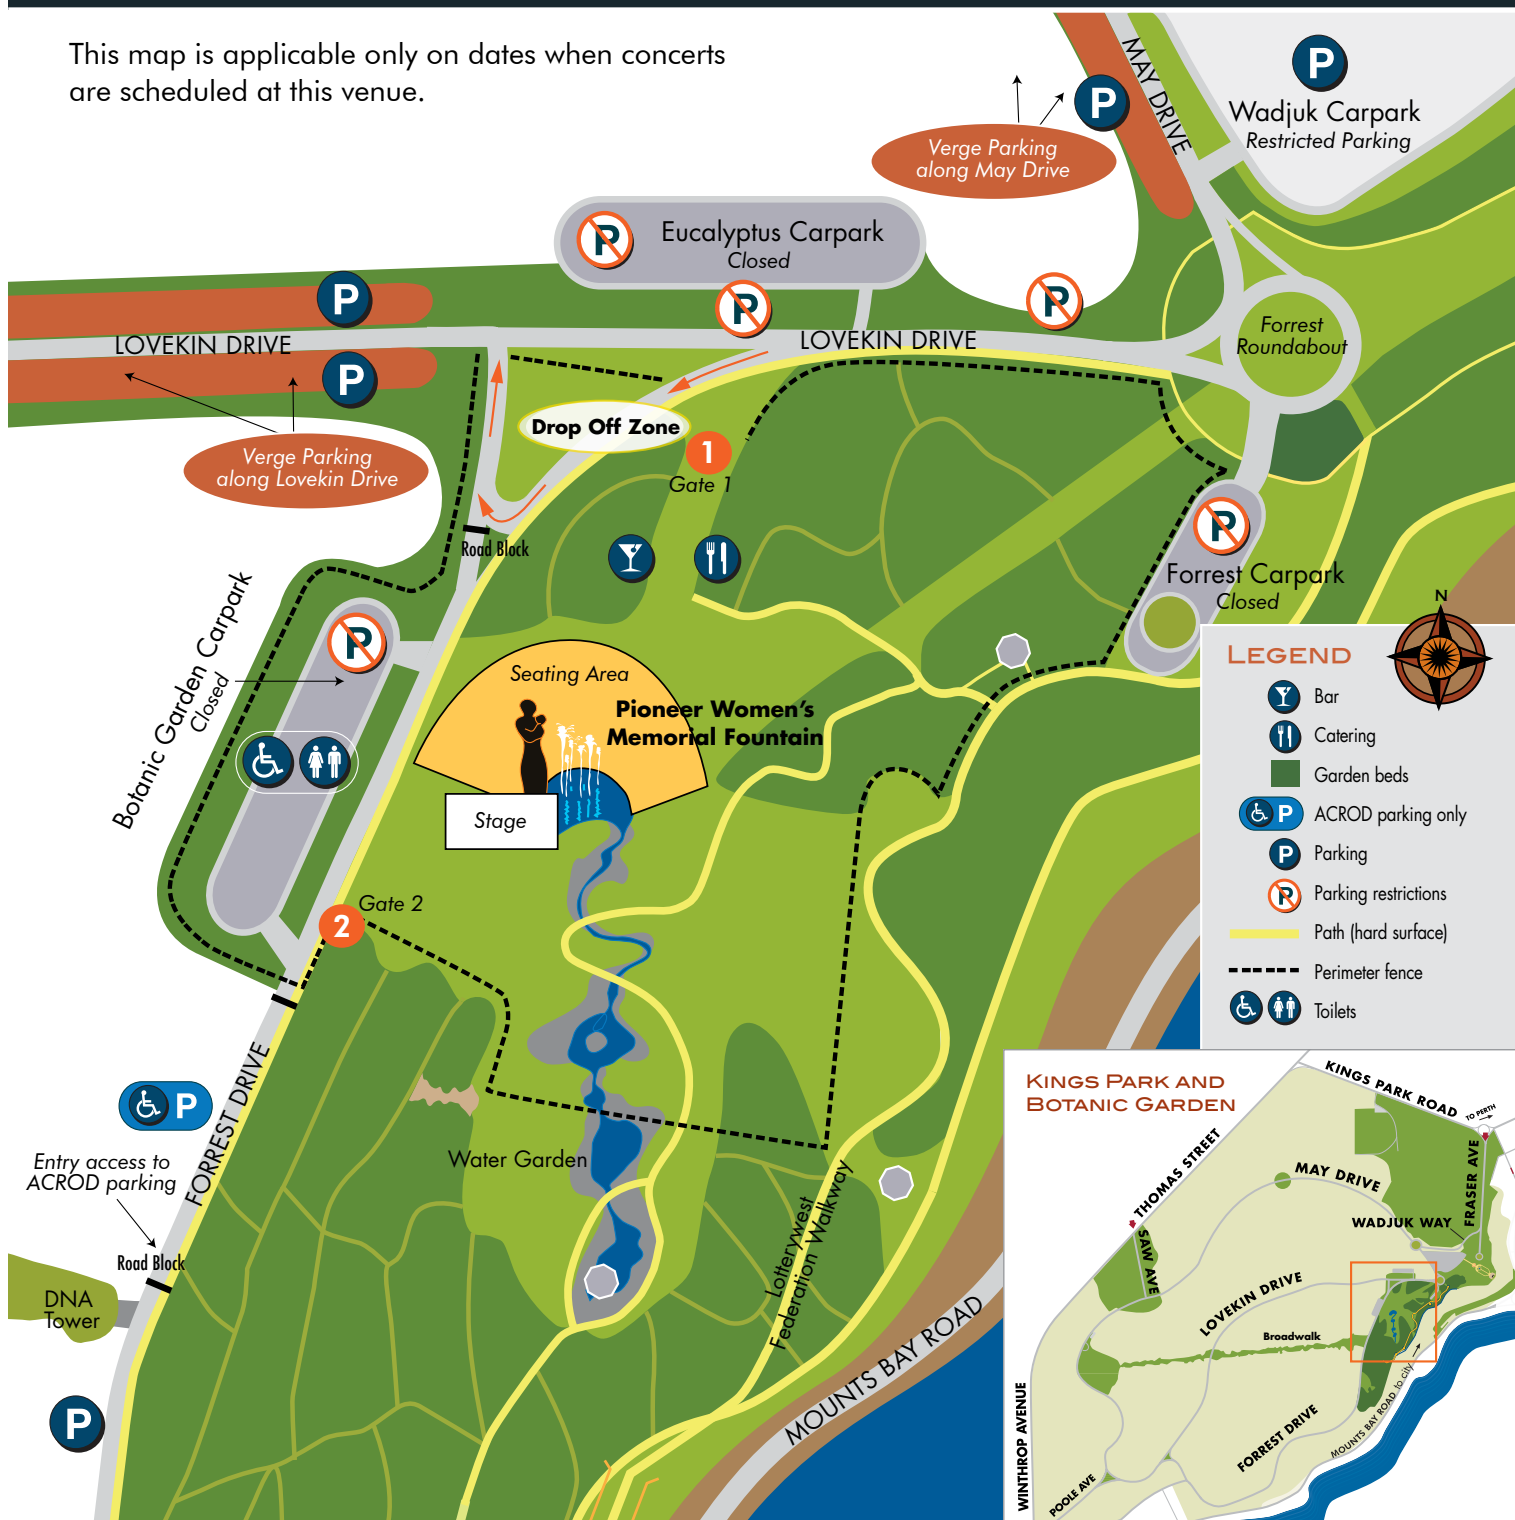 This map is applicable only on dates when concerts
are scheduled at this venue.
MAY DRIVE
P
P
Wadjuk Carpark
Restricted Parking
Verge Parking
along May Drive
P
Eucalyptus Carpark
Closed
P
P
P
LOVEKIN DRIVE
LOVEKIN DRIVE
Forrest
Roundabout
P
Drop Off Zone
1
Gate 1
Verge Parking
along Lovekin Drive
Road Block
P
Forrest Carpark
Closed
Botanic Garden Carpark
Closed
P
Seating Area
Pioneer Women's
Memorial Fountain
Stage
2
Gate 2
N
LEGEND
Bar
Catering
Garden beds
P
ACROD parking only
P
Parking
P
Parking restrictions
Path (hard surface)
Perimeter fence
Toilets
P
FORREST DRIVE
Entry access to
ACROD parking
Road Block
DNA
Tower
P
Water Garden
Lotterywest
Federation Walkway
MOUNTS BAY ROAD
KINGS PARK AND
BOTANIC GARDEN
KINGS PARK ROAD
TO PERTH
THOMAS STREET
MAY DRIVE
FRASER AVE
WADJUK WAY
SAW AVE
LOVEKIN DRIVE
Broadwalk
WINTHROP AVENUE
FORREST DRIVE
MOUNTS BAY ROAD to city
POOLE AVE